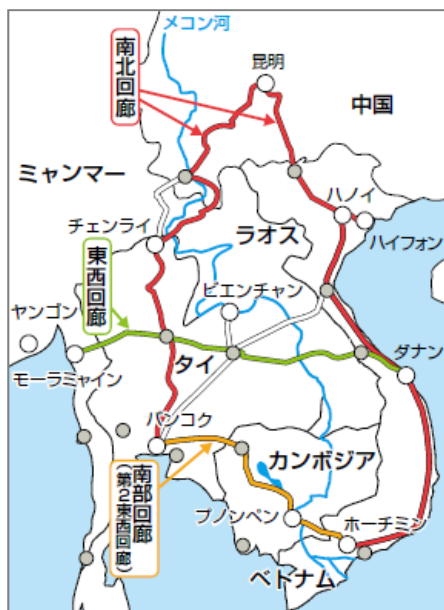 メコン河
昆明
南北回廊
中国
ミャンマー
ハノイ
チェンライ
ラオス
ハイフォン
東西回廊
ビエンチャン
ヤンゴン
タイ
ダナン
モーラミャイン
バンコク
カンボジア
南部回廊
(第2東西回廊)
プノンペン
ホーチミン
ベトナム